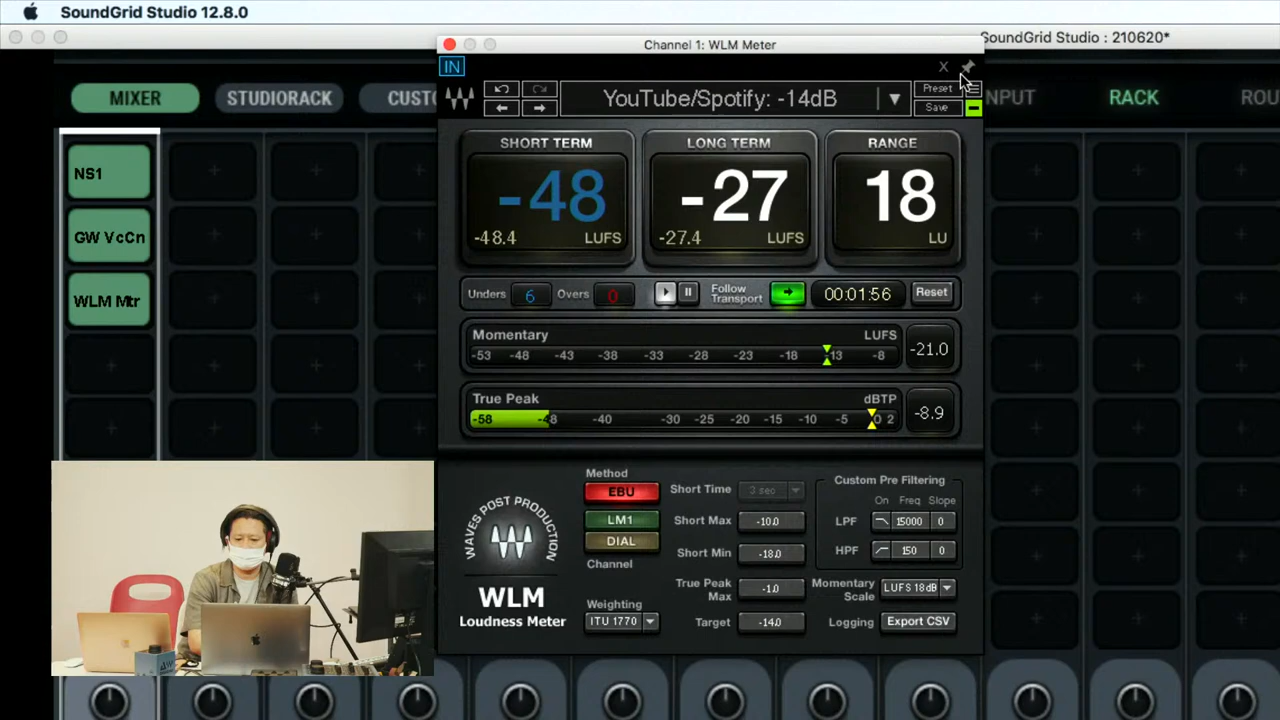 SoundGrid Studio 12.8.0
Channel 1: WLM Meter
SoundGrid Studio : 210620*
IN
X
MIXER
STUDIORACK
YouTube/Spotify: -14dB
Preset
Save
RACK
SHORT TERM
LONG TERM
RANGE
-48
-27
18
-48.4 LUFS
-27.4 LUFS
LU
NS1
GW VcCn
WLM Mtr
Unders 6 Overs 0 Follow Transport 00:01:56 Reset
Momentary LUFS
-53 -48 -43 -38 -33 -28 -23 -18 -13 -8
-21.0
True Peak dBTP
-58 -48 -40 -30 -25 -20 -15 -10 -5 0 2
-8.9
WAVES POST PRODUCTION
WLM
Loudness Meter
Method
EBU
LM1
DIAL
Channel
Weighting
ITU 1770
Short Time 3 sec
Short Max -10.0
Short Min -18.0
True Peak Max -1.0
Target -14.0
Custom Pre Filtering
On Freq Slope
LPF 15000 0
HPF 150 0
Momentary Scale LUFS 18dB
Logging Export CSV